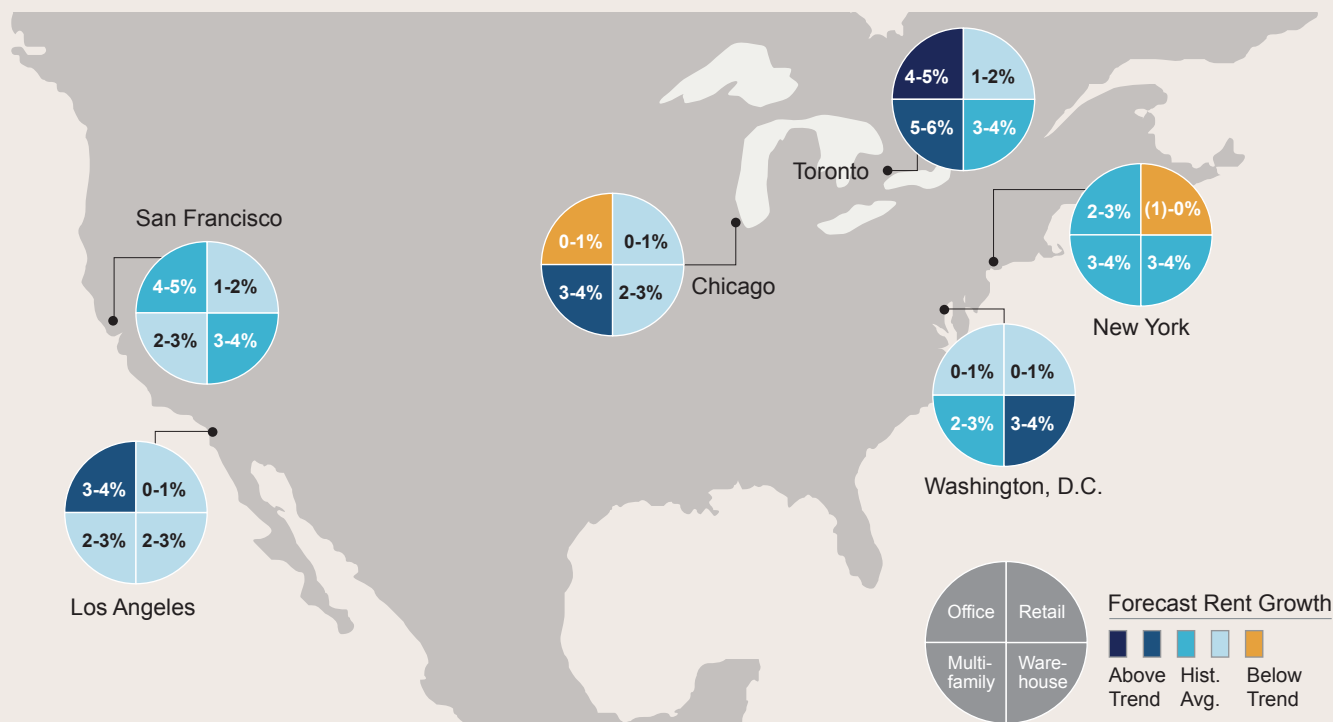 4-5% 1-2%
5-6% 3-4%
Toronto
San Francisco
4-5% 1-2%
2-3% 3-4%
0-1% 0-1%
3-4% 2-3%
Chicago
2-3% (1)-0%
3-4% 3-4%
New York
0-1% 0-1%
2-3% 3-4%
Washington, D.C.
3-4% 0-1%
2-3% 2-3%
Los Angeles
Office Retail
Multi-
family
Ware-
house
Forecast Rent Growth
Above
Trend
Hist.
Avg.
Below
Trend